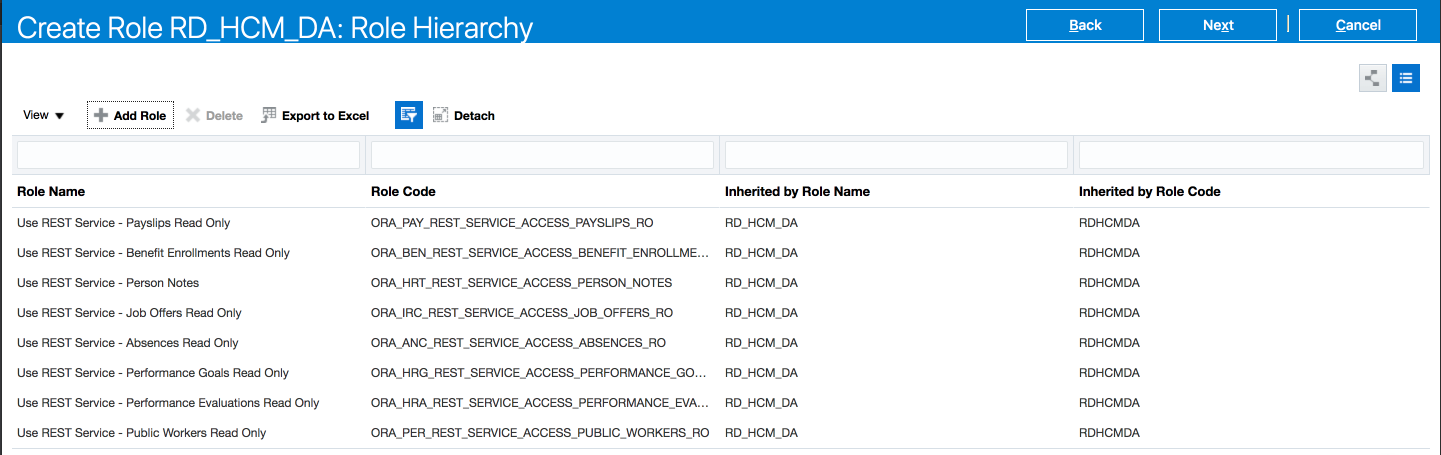 Create Role RD_HCM_DA: Role Hierarchy Back Next Cancel
View Add Role Delete Export to Excel Detach
Role Name Role Code Inherited by Role Name Inherited by Role Code
Use REST Service - Payslips Read Only ORA_PAY_REST_SERVICE_ACCESS_PAYSLIPS_RO RD_HCM_DA RDHCMDA
Use REST Service - Benefit Enrollments Read Only ORA_BEN_REST_SERVICE_ACCESS_BENEFIT_ENROLLME... RD_HCM_DA RDHCMDA
Use REST Service - Person Notes ORA_HRT_REST_SERVICE_ACCESS_PERSON_NOTES RD_HCM_DA RDHCMDA
Use REST Service - Job Offers Read Only ORA_IRC_REST_SERVICE_ACCESS_JOB_OFFERS_RO RD_HCM_DA RDHCMDA
Use REST Service - Absences Read Only ORA_ANC_REST_SERVICE_ACCESS_ABSENCES_RO RD_HCM_DA RDHCMDA
Use REST Service - Performance Goals Read Only ORA_HRG_REST_SERVICE_ACCESS_PERFORMANCE_GO... RD_HCM_DA RDHCMDA
Use REST Service - Performance Evaluations Read Only ORA_HRA_REST_SERVICE_ACCESS_PERFORMANCE_EVA... RD_HCM_DA RDHCMDA
Use REST Service - Public Workers Read Only ORA_PER_REST_SERVICE_ACCESS_PUBLIC_WORKERS_RO RD_HCM_DA RDHCMDA